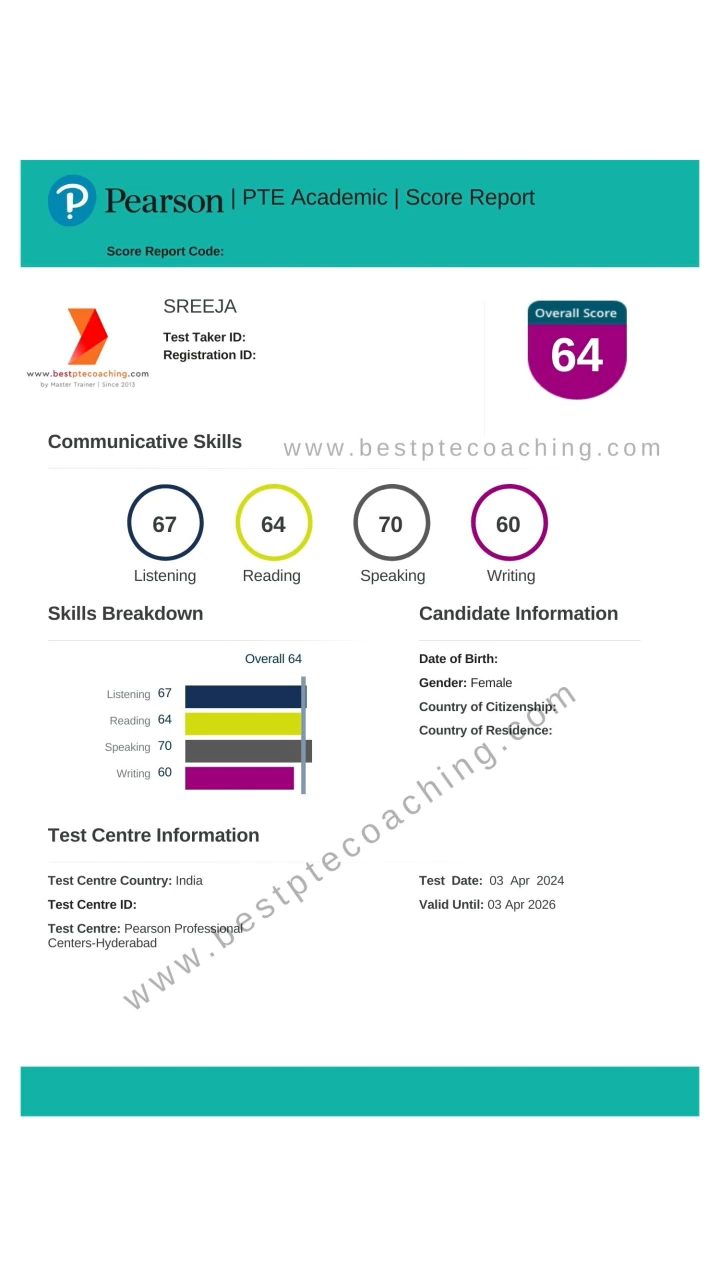 Pearson | PTE Academic | Score Report
Score Report Code:
SREEJA
Test Taker ID:
Registration ID:
www.bestptecoaching.com
by Master Trainer | Since 2013
Overall Score
64
Communicative Skills
www.bestptecoaching.com
67 64 70 60
Listening Reading Speaking Writing
Skills Breakdown
Overall 64
Listening 67
Reading 64
Speaking 70
Writing 60
Candidate Information
Date of Birth:
Gender: Female
Country of Citizenship:
Country of Residence:
www.bestptecoaching.com
Test Centre Information
Test Centre Country: India
Test Centre ID:
Test Centre: Pearson Professional
Centers-Hyderabad
Test Date: 03 Apr 2024
Valid Until: 03 Apr 2026